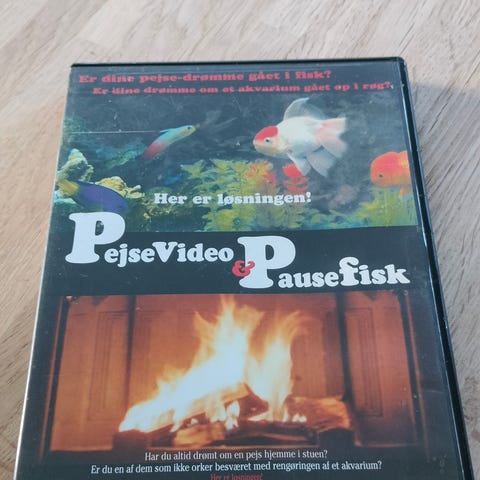 Er dine pejse-drømme gået i fisk?
Er dine drømme om et akvarium gået op i røg?
Her er løsningen!
PejseVideo & Pausefisk
Har du altid drømt om en pejs hjemme i stuen?
Er du en af dem som ikke orker besværet med rengøringen af et akvarium?
Her er løsningen!